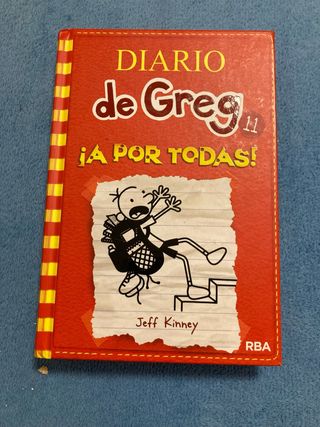 DIARIO
de Greg 11
¡A POR TODAS!
Jeff Kinney
RBA